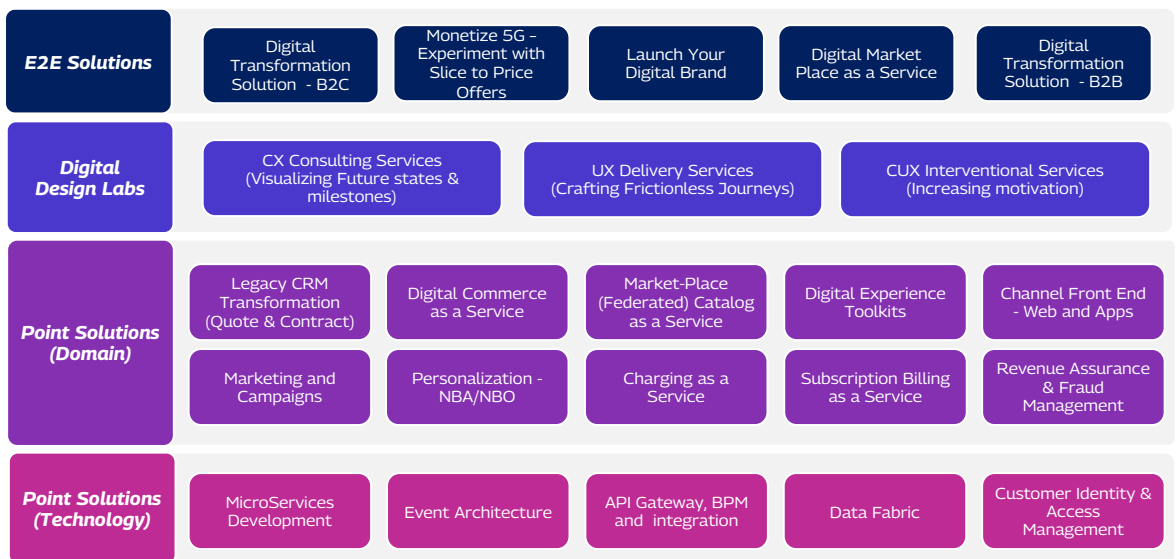 E2E Solutions
Digital
Transformation
Solution - B2C
Monetize 5G –
Experiment with
Slice to Price
Offers
Launch Your
Digital Brand
Digital Market
Place as a Service
Digital
Transformation
Solution - B2B
Digital
Design Labs
CX Consulting Services
(Visualizing Future states &
milestones)
UX Delivery Services
(Crafting Frictionless Journeys)
CUX Interventional Services
(Increasing motivation)
Point Solutions
(Domain)
Legacy CRM
Transformation
(Quote & Contract)
Digital Commerce
as a Service
Market-Place
(Federated) Catalog
as a Service
Digital Experience
Toolkits
Channel Front End
- Web and Apps
Marketing and
Campaigns
Personalization -
NBA/NBO
Charging as a
Service
Subscription Billing
as a Service
Revenue Assurance
& Fraud
Management
Point Solutions
(Technology)
MicroServices
Development
Event Architecture
API Gateway, BPM
and integration
Data Fabric
Customer Identity &
Access
Management